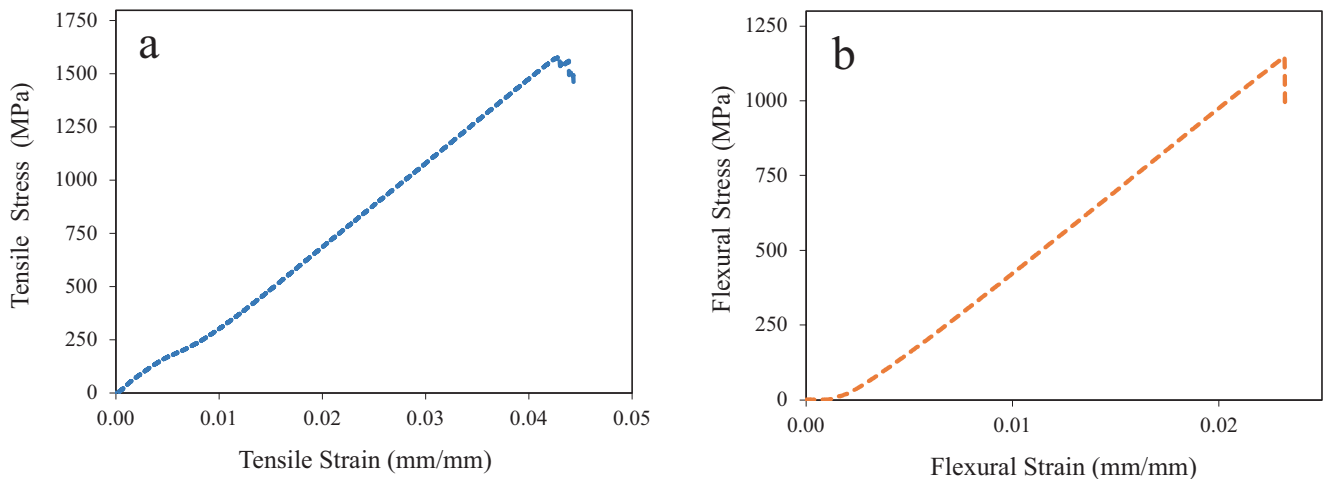 a
Tensile Stress (MPa)
1750
1500
1250
1000
750
500
250
0
0.00 0.01 0.02 0.03 0.04 0.05
Tensile Strain (mm/mm)
b
Flexural Stress (MPa)
1250
1000
750
500
250
0
0.00 0.01 0.02
Flexural Strain (mm/mm)